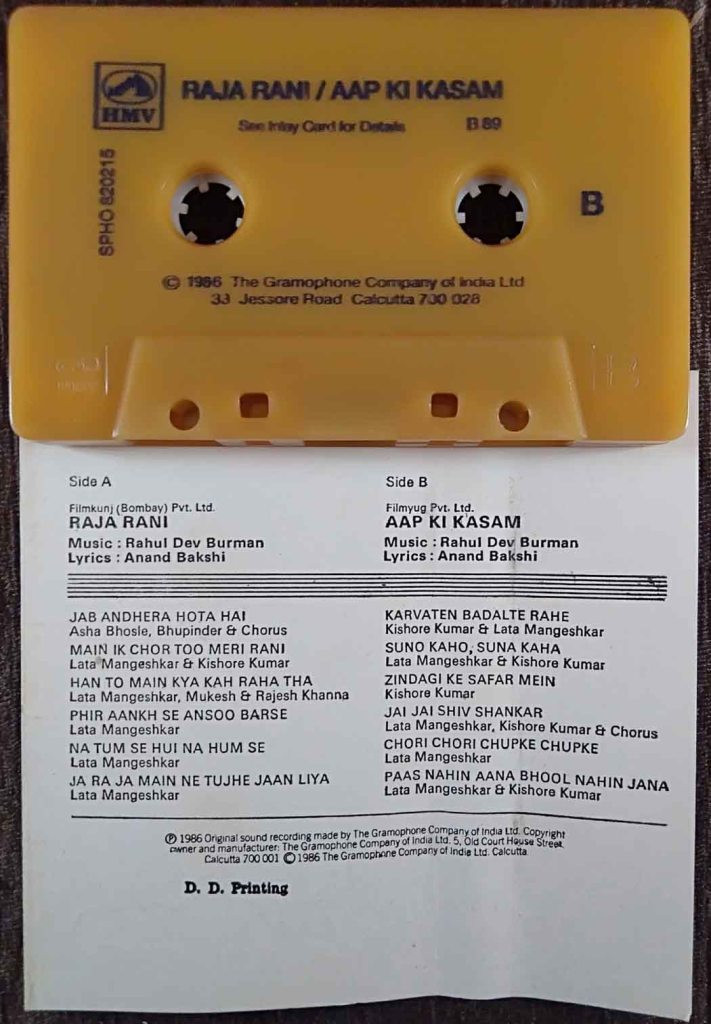 HMV
RAJA RANI / AAP KI KASAM
See Inlay Card for Details B 89
SPHO 820215
B
© 1986 The Gramophone Company of India Ltd
33 Jessore Road Calcutta 700 028
Side A
Filmkunj (Bombay) Pvt. Ltd.
RAJA RANI
Music : Rahul Dev Burman
Lyrics : Anand Bakshi
JAB ANDHERA HOTA HAI
Asha Bhosle, Bhupinder & Chorus
MAIN IK CHOR TOO MERI RANI
Lata Mangeshkar & Kishore Kumar
HAN TO MAIN KYA KAH RAHA THA
Lata Mangeshkar, Mukesh & Rajesh Khanna
PHIR AANKH SE ANSOO BARSE
Lata Mangeshkar
NA TUM SE HUI NA HUM SE
Lata Mangeshkar
JA RA JA MAIN NE TUJHE JAAN LIYA
Lata Mangeshkar
Side B
Filmyug Pvt. Ltd.
AAP KI KASAM
Music : Rahul Dev Burman
Lyrics : Anand Bakshi
KARVATEN BADALTE RAHE
Kishore Kumar & Lata Mangeshkar
SUNO KAHO, SUNA KAHA
Lata Mangeshkar & Kishore Kumar
ZINDAGI KE SAFAR MEIN
Kishore Kumar
JAI JAI SHIV SHANKAR
Lata Mangeshkar, Kishore Kumar & Chorus
CHORI CHORI CHUPKE CHUPKE
Lata Mangeshkar
PAAS NAHIN AANA BHOOL NAHIN JANA
Lata Mangeshkar & Kishore Kumar
℗ 1986 Original sound recording made by The Gramophone Company of India Ltd. Copyright
owner and manufacturer: The Gramophone Company of India Ltd. 5, Old Court House Street,
Calcutta 700 001 © 1986 The Gramophone Company of India Ltd. Calcutta.
D. D. Printing